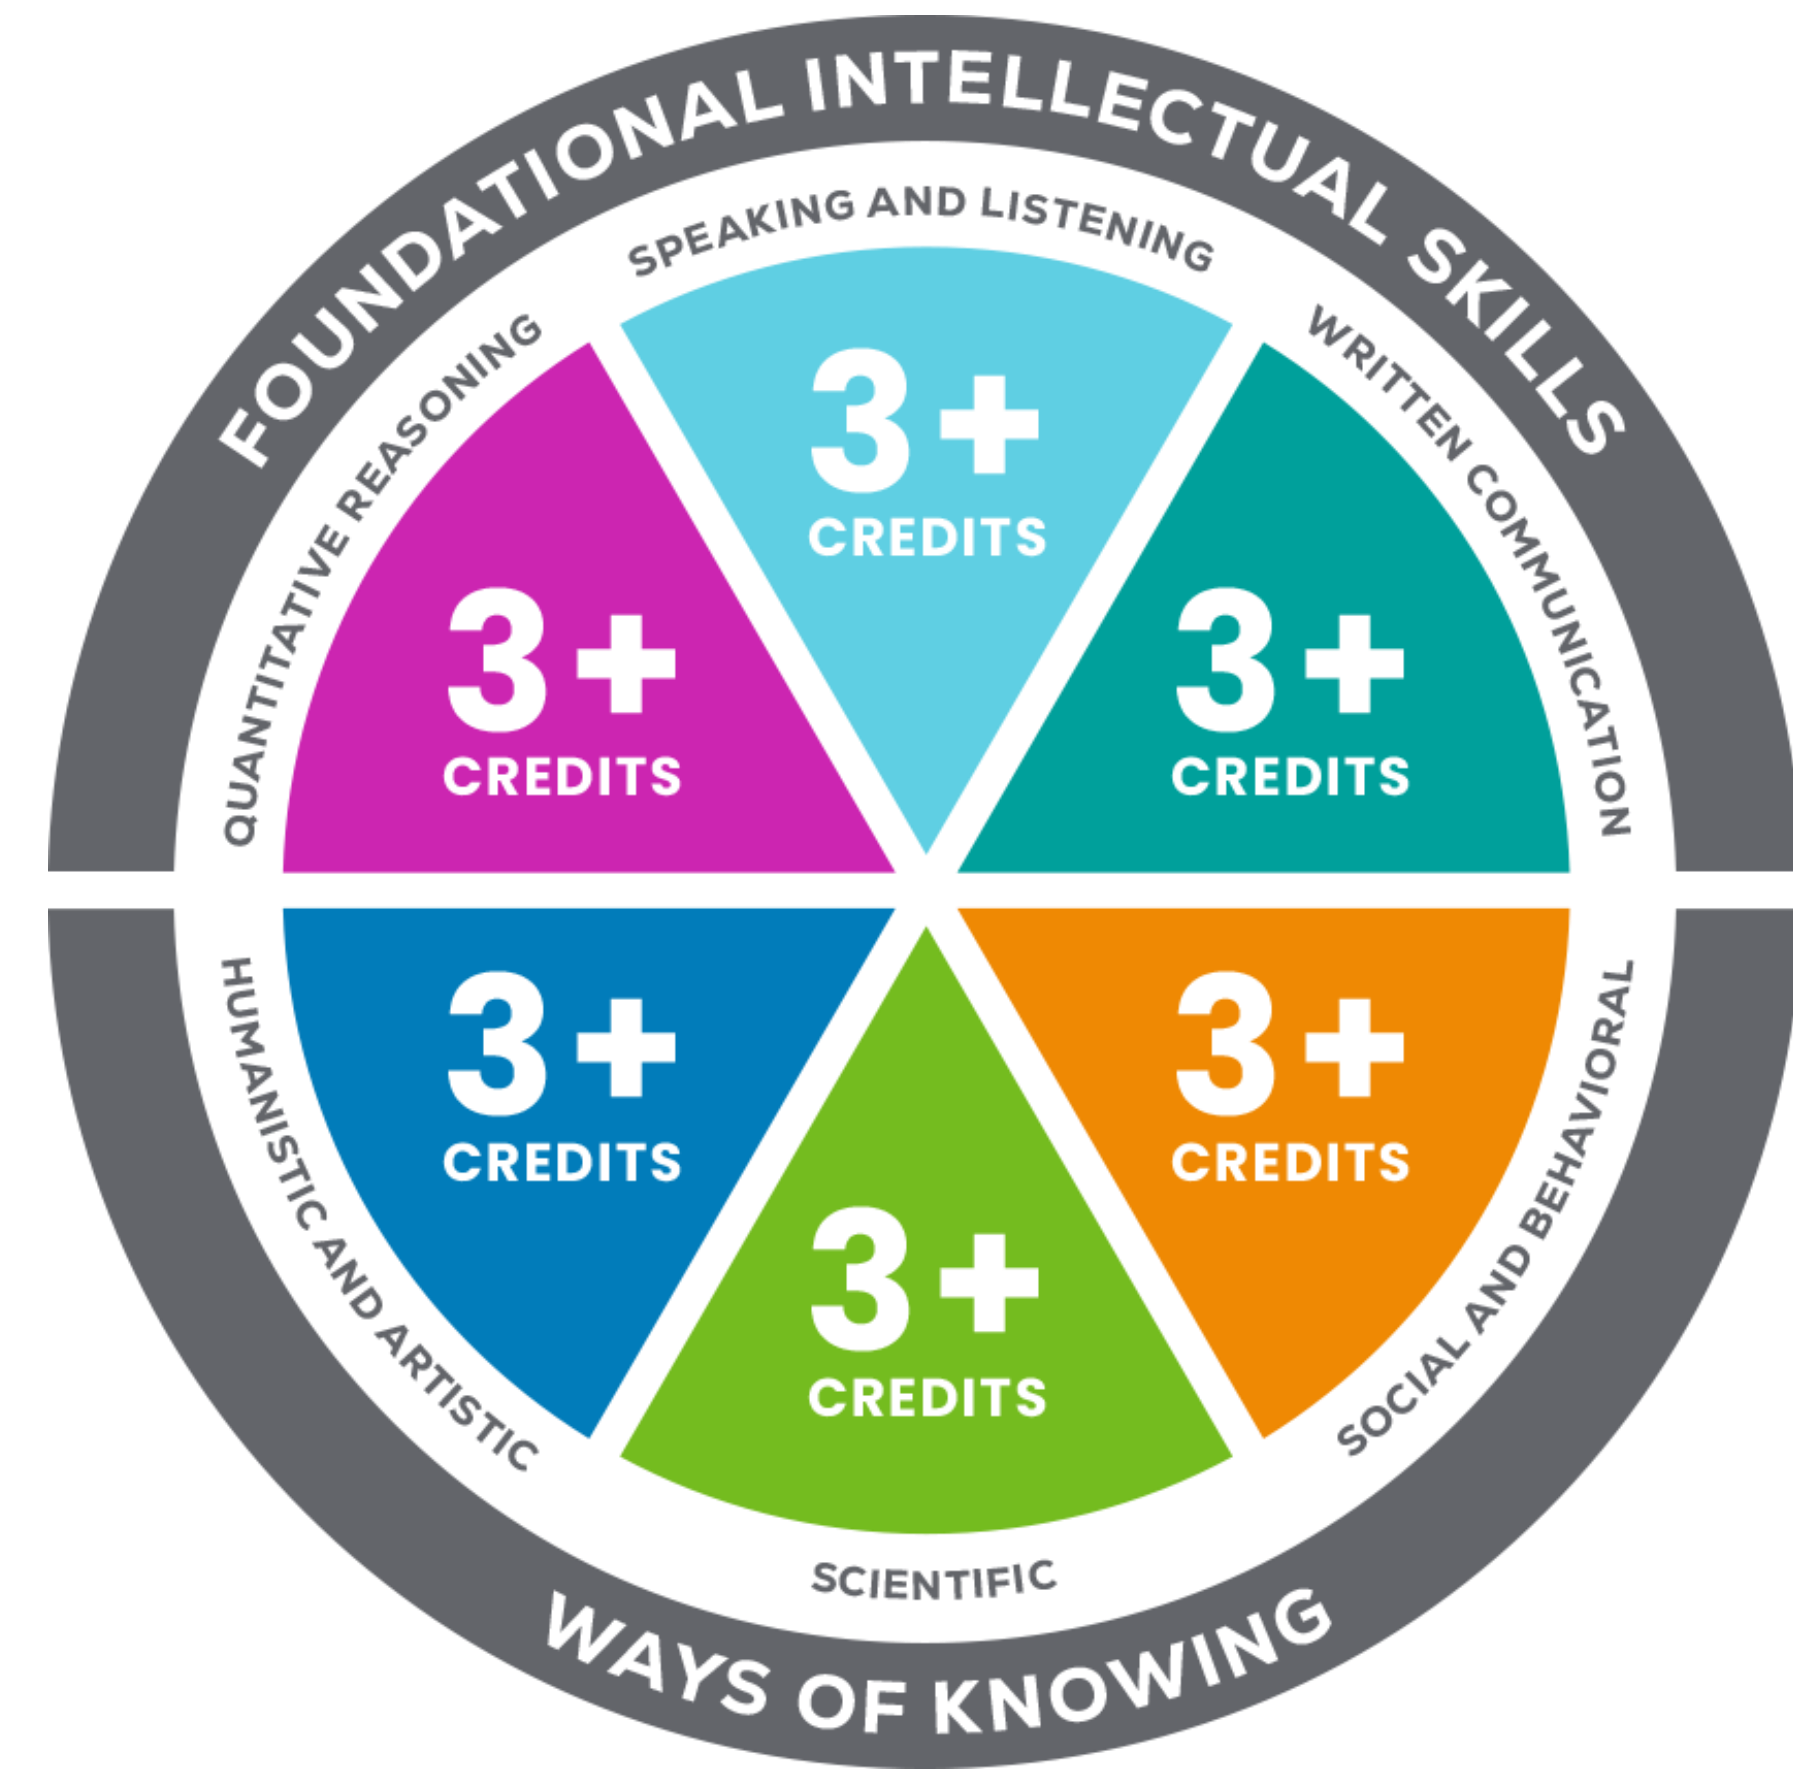 FOUNDATIONAL INTELLECTUAL SKILLS
SPEAKING AND LISTENING
3+
CREDITS
QUANTITATIVE REASONING
3+
CREDITS
WRITTEN COMMUNICATION
3+
CREDITS
HUMANISTIC AND ARTISTIC
3+
CREDITS
SOCIAL AND BEHAVIORAL
3+
CREDITS
3+
CREDITS
SCIENTIFIC
WAYS OF KNOWING